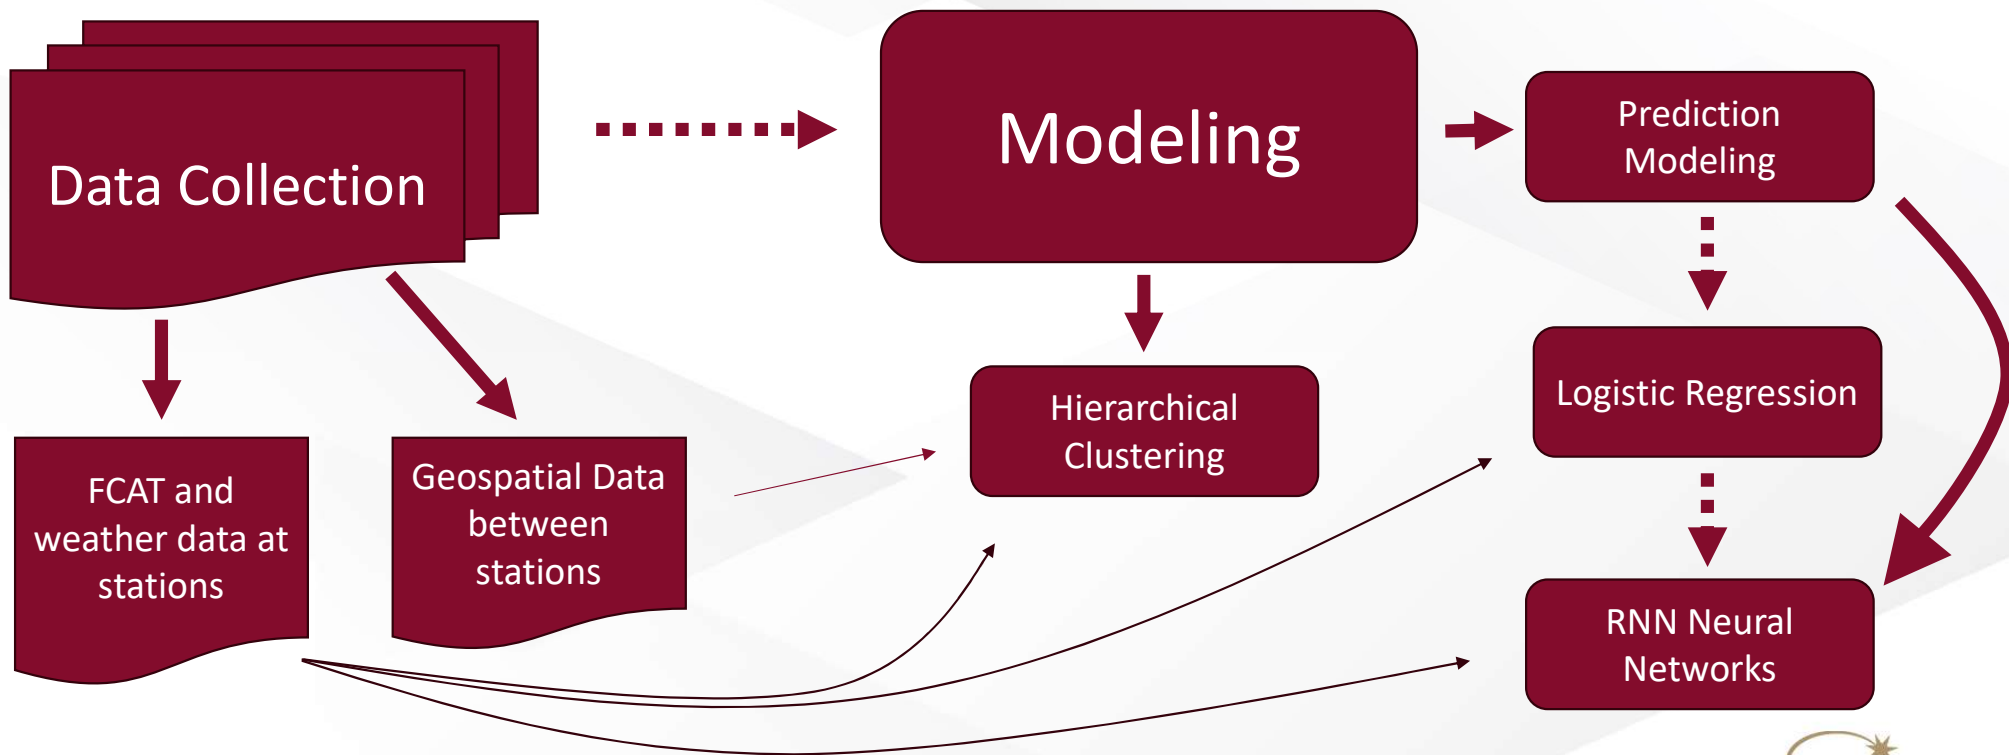 Data Collection
Modeling
Prediction
Modeling
Hierarchical
Clustering
Logistic Regression
FCAT and
weather data at
stations
Geospatial Data
between
stations
RNN Neural
Networks